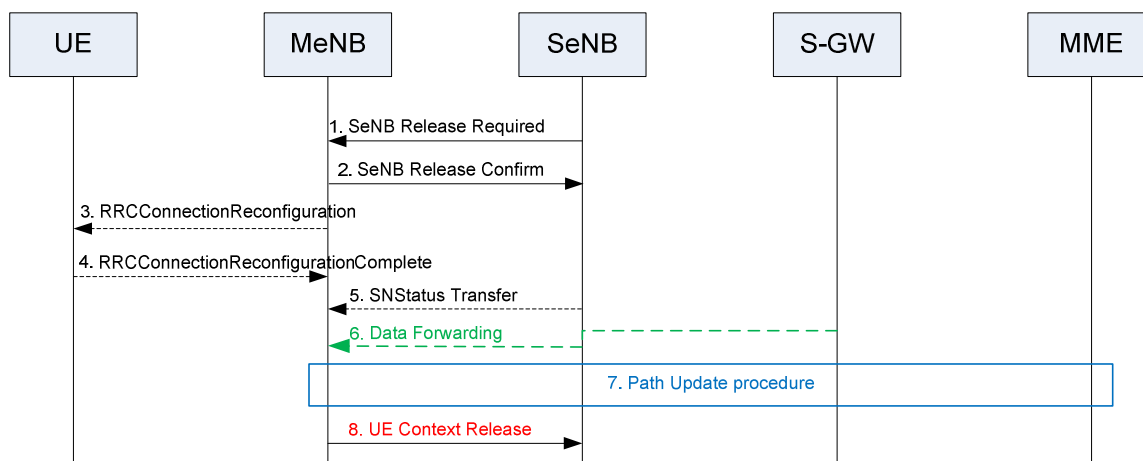 UE
MeNB
SeNB
S-GW
MME
1. SeNB Release Required
2. SeNB Release Confirm
3. RRCConnectionReconfiguration
4. RRCConnectionReconfigurationComplete
5. SNStatus Transfer
6. Data Forwarding
7. Path Update procedure
8. UE Context Release